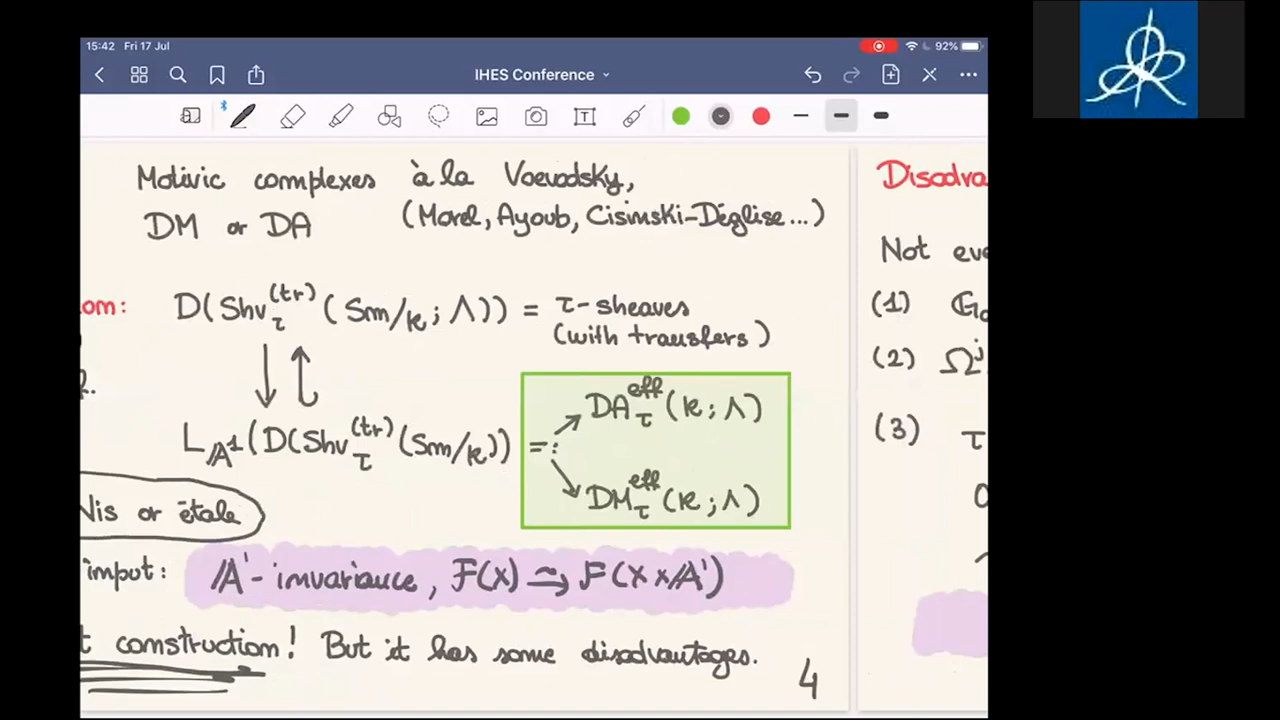 15:42 Fri 17 Jul
92%
IHES Conference
Motivic complexes à la Voevodsky,
DM or DA (Morel, Ayoub, Cisinski-Déglise...)
om: D(Shv_τ^(tr)(Sm/k; Λ)) = τ-sheaves
(with transfers)
L_𝔸¹(D(Shv_τ^(tr)(Sm/k)) =:
DA_τ^eff(k; Λ)
DM_τ^eff(k; Λ)
Nis or étale
input: 𝔸¹-invariance, F(X) ⥲ F(X×𝔸¹)
t construction! But it has some disadvantages.
4
Disadva
Not eve
(1) 𝔾a
(2) Ω^j
(3) τ